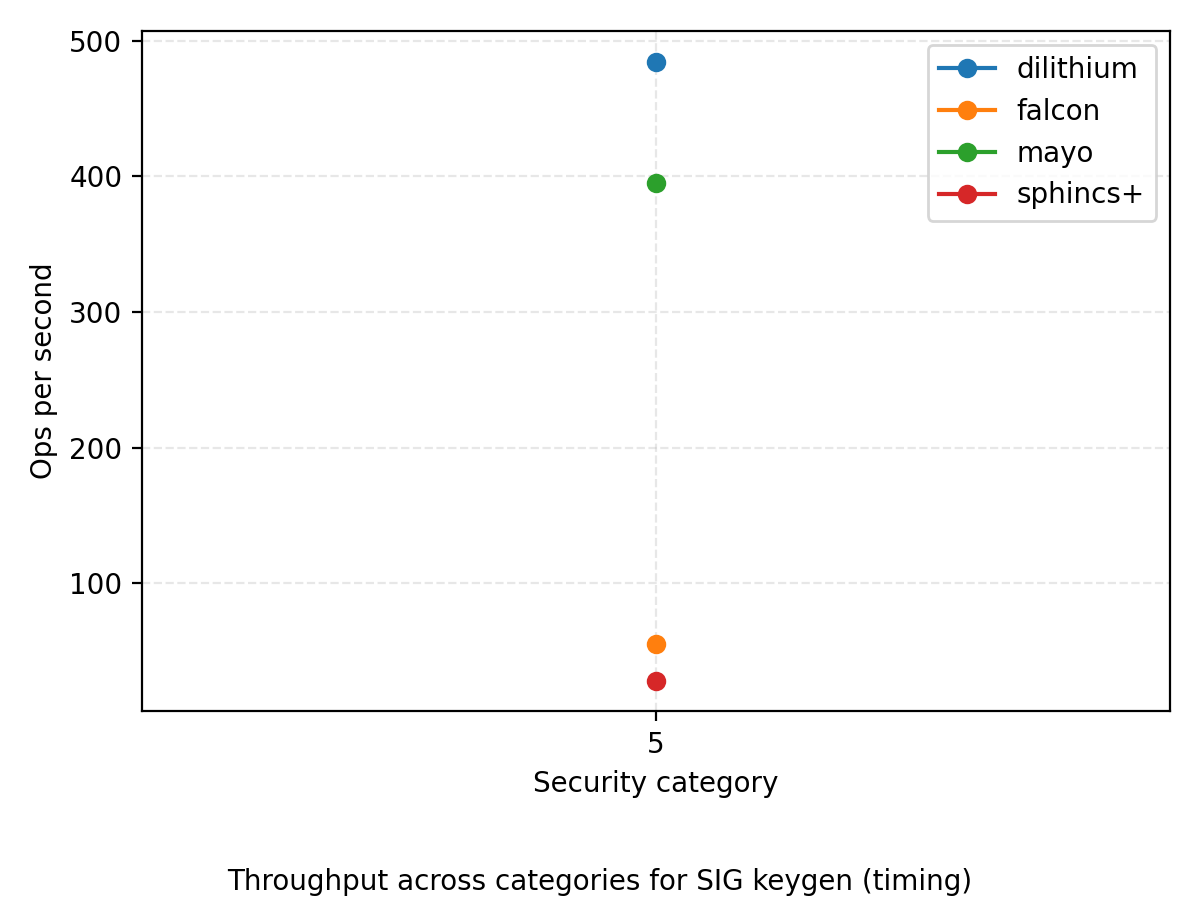 500
400
300
200
100
Ops per second
dilithium
falcon
mayo
sphincs+
5
Security category
Throughput across categories for SIG keygen (timing)